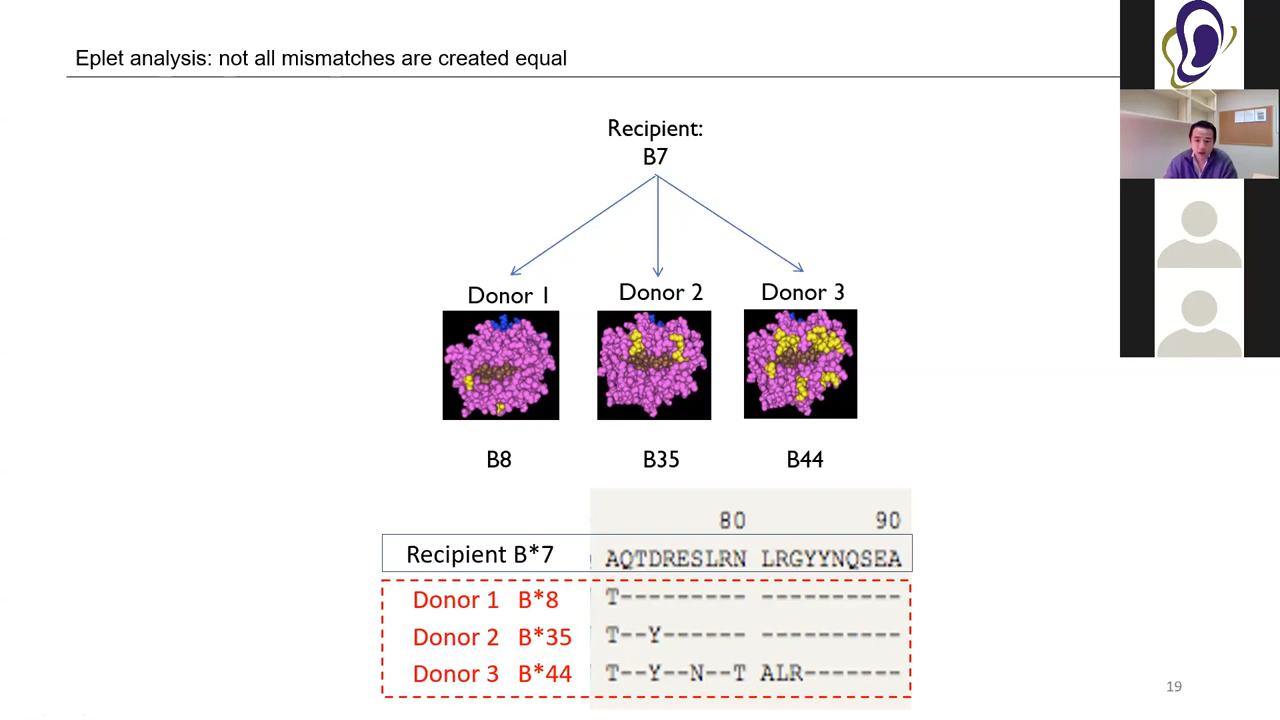 Eplet analysis: not all mismatches are created equal
Recipient:
B7
Donor 1
Donor 2
Donor 3
B8
B35
B44
80 90
Recipient B*7 AQTDRESLRN LRGYYNQSEA
Donor 1 B*8 T--------- ----------
Donor 2 B*35 T--Y------ ----------
Donor 3 B*44 T--Y--N--T ALR-------
19